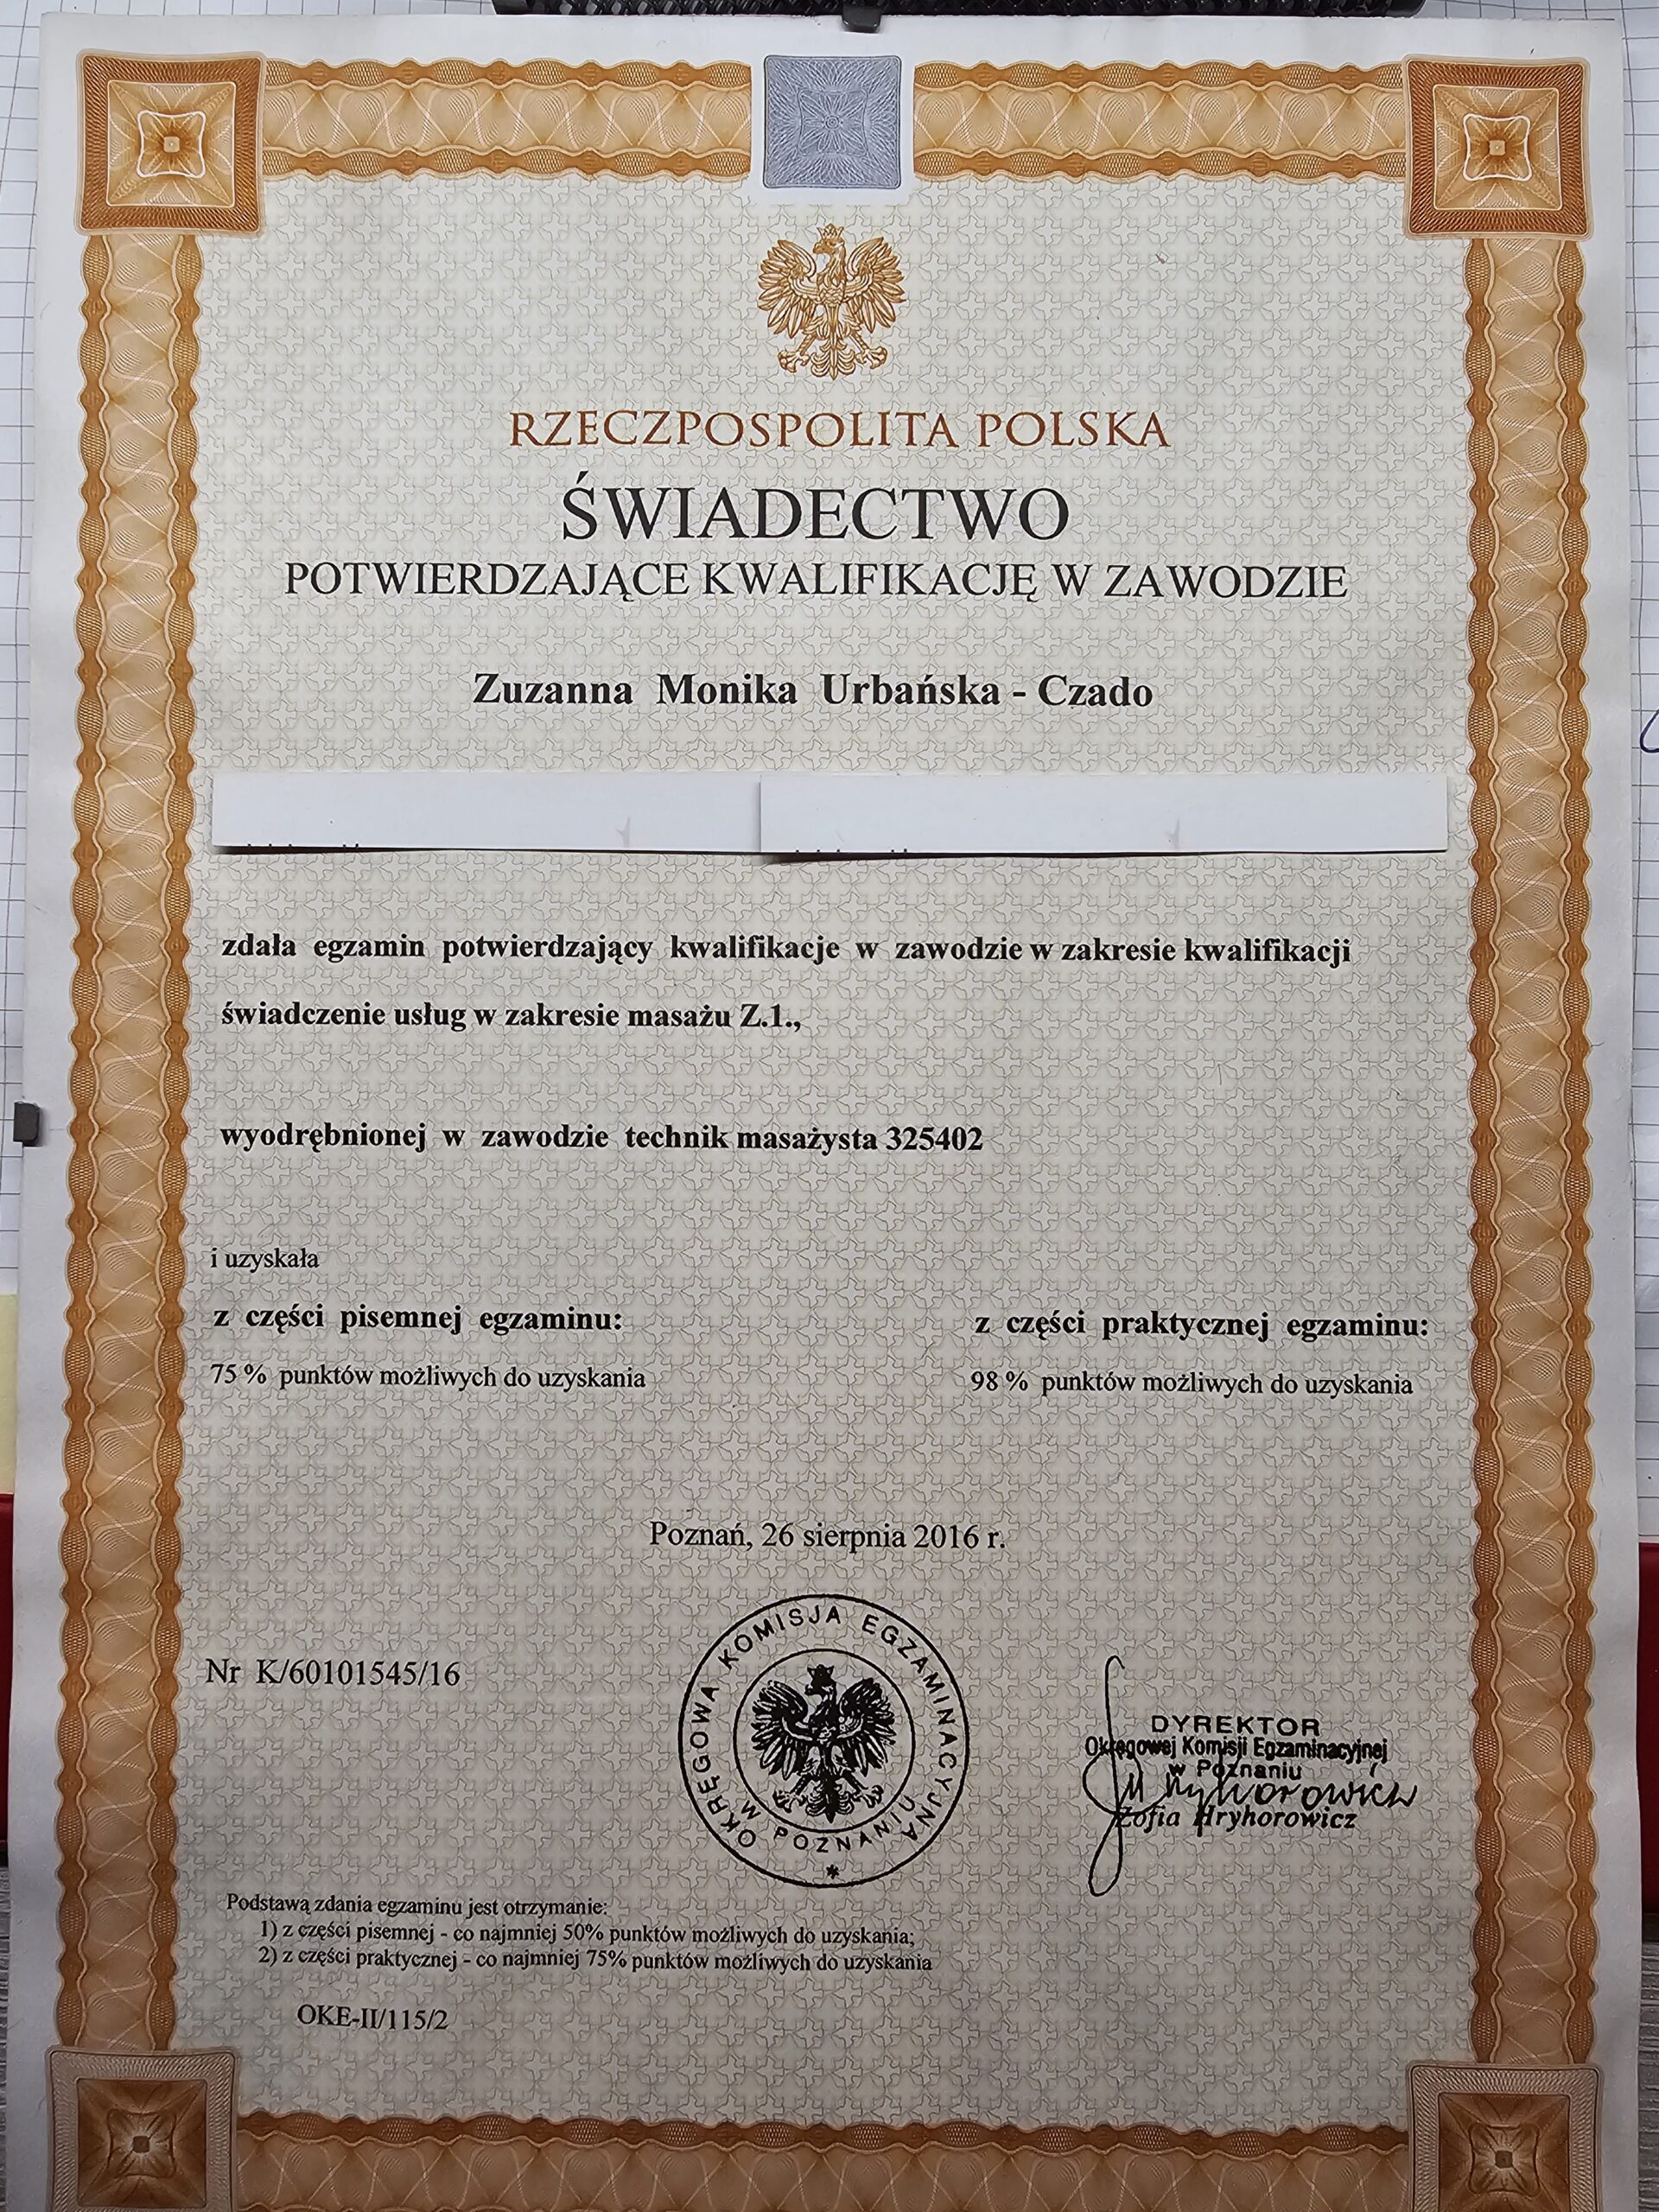 RZECZPOSPOLITA POLSKA
ŚWIADECTWO
POTWIERDZAJĄCE KWALIFIKACJĘ W ZAWODZIE
Zuzanna Monika Urbańska - Czado
zdała egzamin potwierdzający kwalifikacje w zawodzie w zakresie kwalifikacji
świadczenie usług w zakresie masażu Z.1.,
wyodrębnionej w zawodzie technik masażysta 325402
i uzyskała
z części pisemnej egzaminu:
75 % punktów możliwych do uzyskania
z części praktycznej egzaminu:
98 % punktów możliwych do uzyskania
Poznań, 26 sierpnia 2016 r.
Nr K/60101545/16
OKRĘGOWA KOMISJA EGZAMINACYJNA
W POZNANIU
DYREKTOR
Okręgowej Komisji Egzaminacyjnej
w Poznaniu
Zofia Hryhorowicz
Podstawą zdania egzaminu jest otrzymanie:
1) z części pisemnej - co najmniej 50% punktów możliwych do uzyskania;
2) z części praktycznej - co najmniej 75% punktów możliwych do uzyskania
OKE-II/115/2